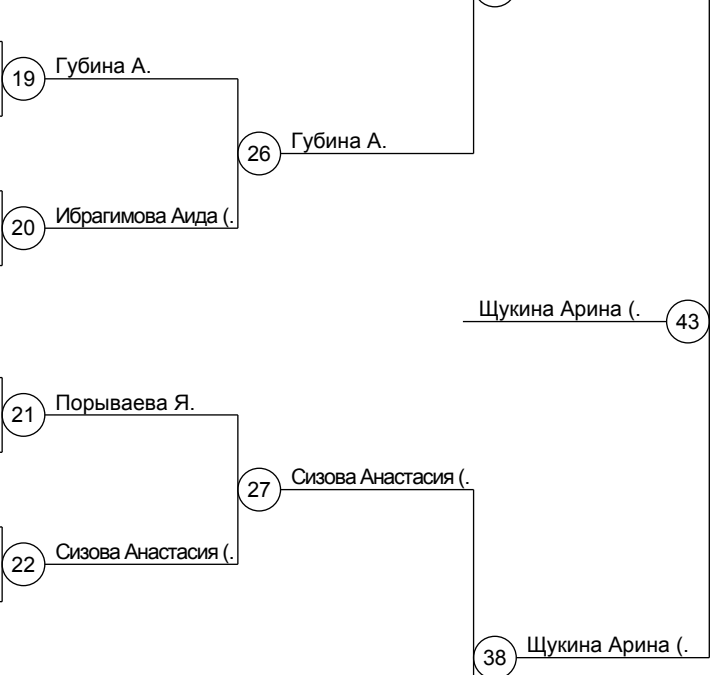 19 Губина А.
26 Губина А.
20 Ибрагимова Аида (.
Щукина Арина (. 43
21 Порываева Я.
27 Сизова Анастасия (.
22 Сизова Анастасия (.
38 Щукина Арина (.